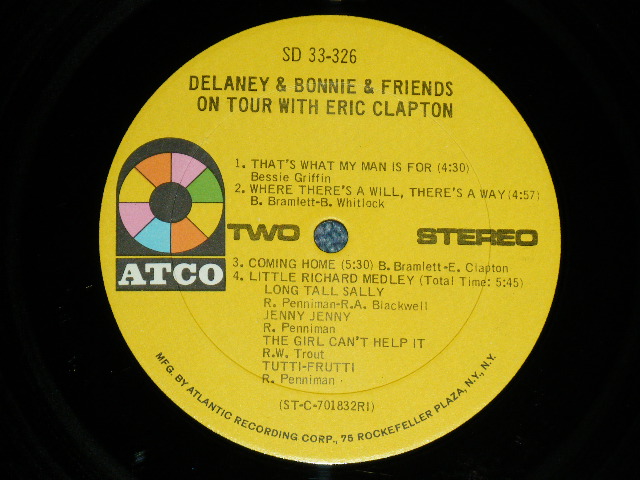 SD 33-326
DELANEY & BONNIE & FRIENDS
ON TOUR WITH ERIC CLAPTON
1. THAT'S WHAT MY MAN IS FOR (4:30)
Bessie Griffin
2. WHERE THERE'S A WILL, THERE'S A WAY (4:57)
B. Bramlett-B. Whitlock
TWO STEREO
ATCO
3. COMING HOME (5:30) B. Bramlett-E. Clapton
4. LITTLE RICHARD MEDLEY (Total Time: 5:45)
LONG TALL SALLY
R. Penniman-R.A. Blackwell
JENNY JENNY
R. Penniman
THE GIRL CAN'T HELP IT
R.W. Trout
TUTTI-FRUTTI
R. Penniman
(ST-C-701832RI)
MFG. BY ATLANTIC RECORDING CORP., 75 ROCKEFELLER PLAZA, N.Y., N.Y.